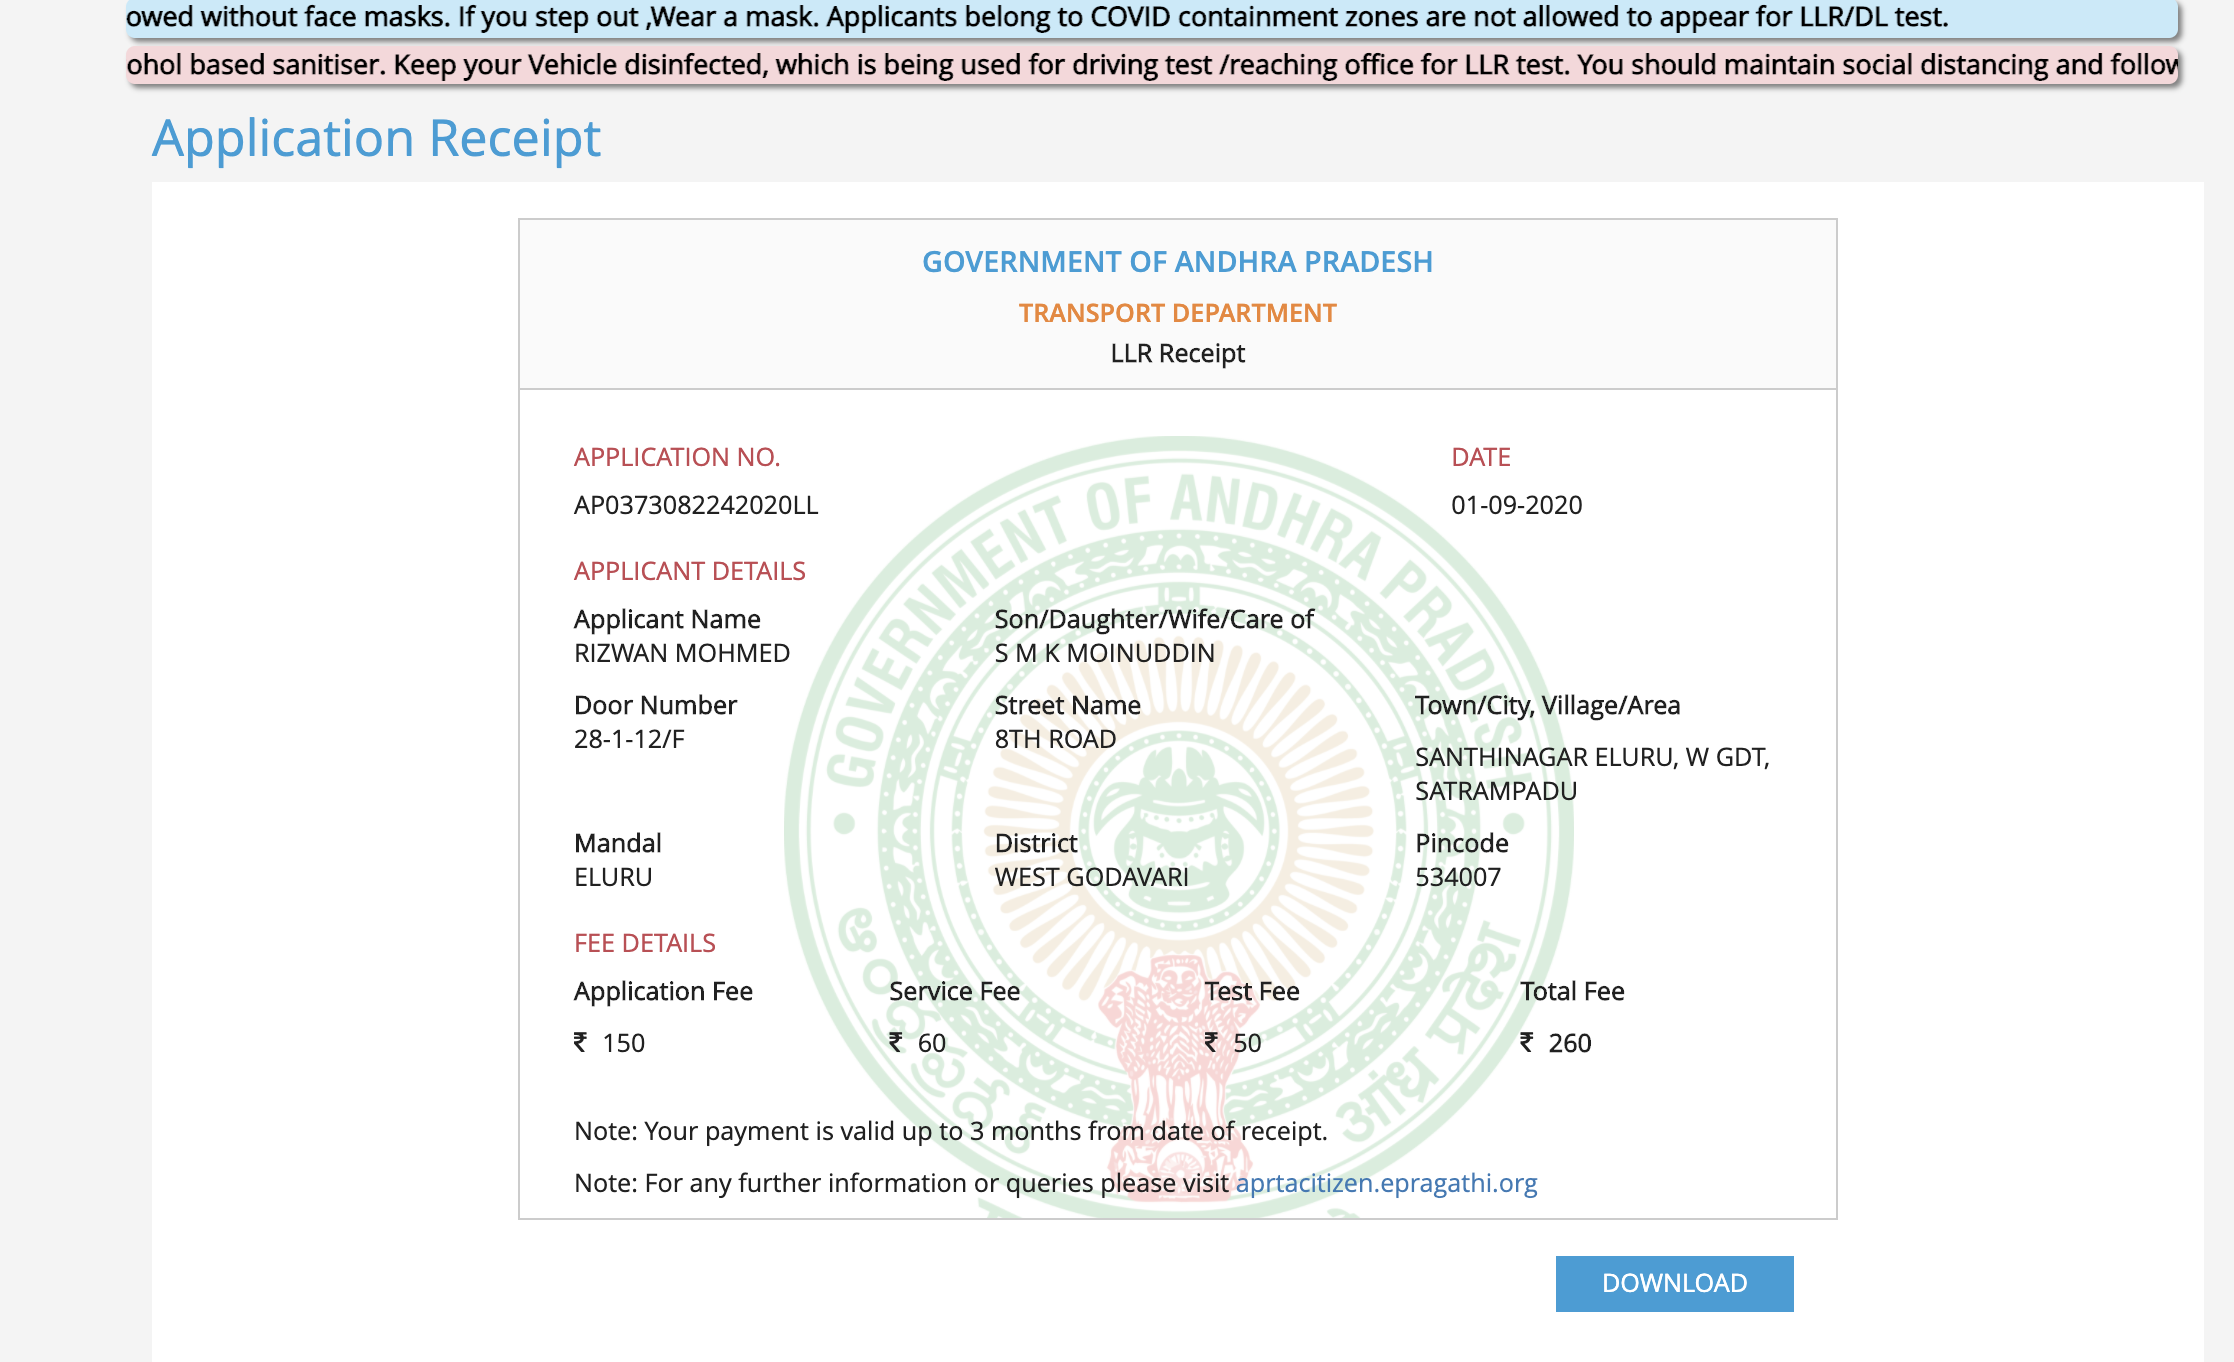 owed without face masks. If you step out ,Wear a mask. Applicants belong to COVID containment zones are not allowed to appear for LLR/DL test.
ohol based sanitiser. Keep your Vehicle disinfected, which is being used for driving test /reaching office for LLR test. You should maintain social distancing and follow
Application Receipt
GOVERNMENT OF ANDHRA PRADESH
TRANSPORT DEPARTMENT
LLR Receipt
APPLICATION NO. DATE
AP0373082242020LL 01-09-2020
GOVERNMENT OF ANDHRA PRADESH
APPLICANT DETAILS
Applicant Name Son/Daughter/Wife/Care of
RIZWAN MOHMED S M K MOINUDDIN
Door Number Street Name Town/City, Village/Area
28-1-12/F 8TH ROAD
SANTHINAGAR ELURU, W GDT,
SATRAMPADU
Mandal District Pincode
ELURU WEST GODAVARI 534007
FEE DETAILS
Application Fee Service Fee Test Fee Total Fee
₹ 150 ₹ 60 ₹ 50 ₹ 260
ఆంధ్రప్రదేశ్
आंध्र प्रदेश
Note: Your payment is valid up to 3 months from date of receipt.
Note: For any further information or queries please visit aprtacitizen.epragathi.org
DOWNLOAD